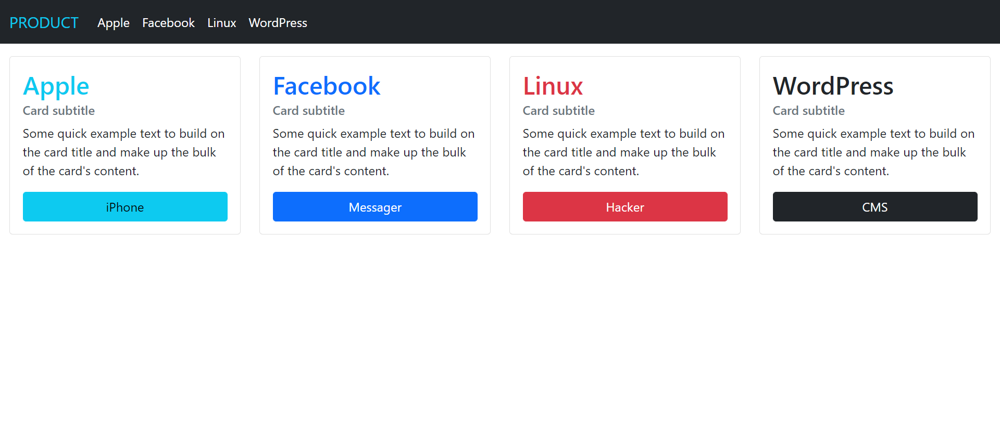 PRODUCT Apple Facebook Linux WordPress
Apple
Card subtitle
Some quick example text to build on
the card title and make up the bulk
of the card's content.
iPhone
Facebook
Card subtitle
Some quick example text to build on
the card title and make up the bulk
of the card's content.
Messager
Linux
Card subtitle
Some quick example text to build on
the card title and make up the bulk
of the card's content.
Hacker
WordPress
Card subtitle
Some quick example text to build on
the card title and make up the bulk
of the card's content.
CMS